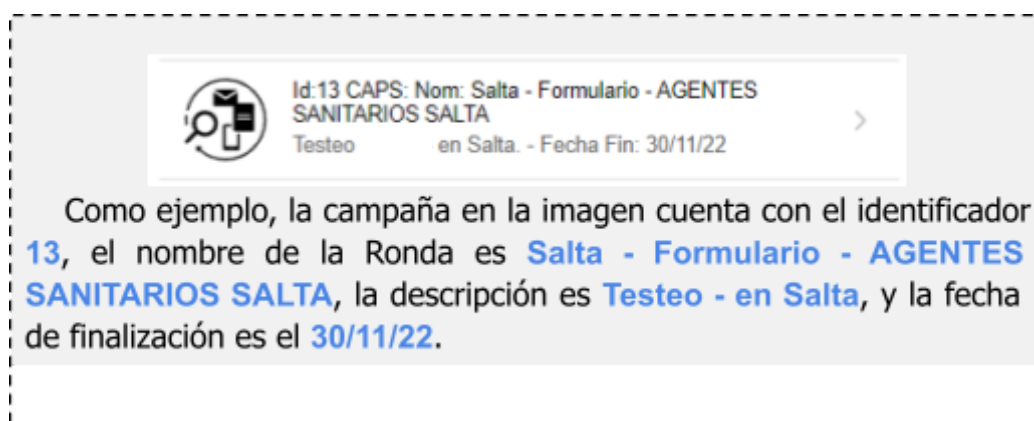 Id:13 CAPS: Nom: Salta - Formulario - AGENTES
SANITARIOS SALTA
Testeo en Salta. - Fecha Fin: 30/11/22
Como ejemplo, la campaña en la imagen cuenta con el identificador
13, el nombre de la Ronda es Salta - Formulario - AGENTES
SANITARIOS SALTA, la descripción es Testeo - en Salta, y la fecha
de finalización es el 30/11/22.